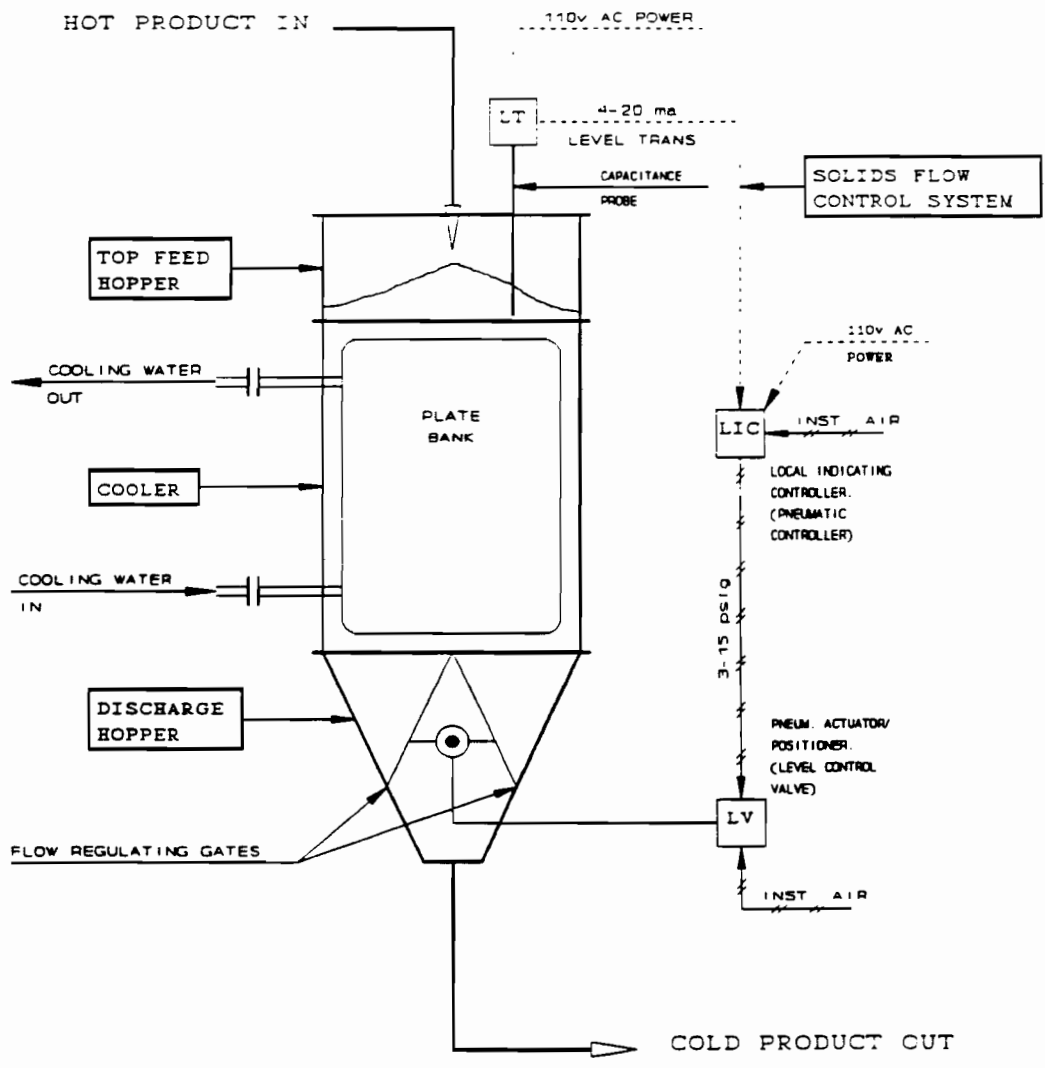 HOT PRODUCT IN
110v AC POWER
LT
4-20 ma
LEVEL TRANS
CAPACITANCE
PROBE
SOLIDS FLOW
CONTROL SYSTEM
TOP FEED
HOPPER
110v AC
POWER
COOLING WATER
OUT
PLATE
BANK
LIC
INST AIR
COOLER
LOCAL INDICATING
CONTROLLER.
(PNEUMATIC
CONTROLLER)
COOLING WATER
IN
3-15 psig
DISCHARGE
HOPPER
PNEUM. ACTUATOR/
POSITIONER.
(LEVEL CONTROL
VALVE)
LV
FLOW REGULATING GATES
INST AIR
COLD PRODUCT OUT